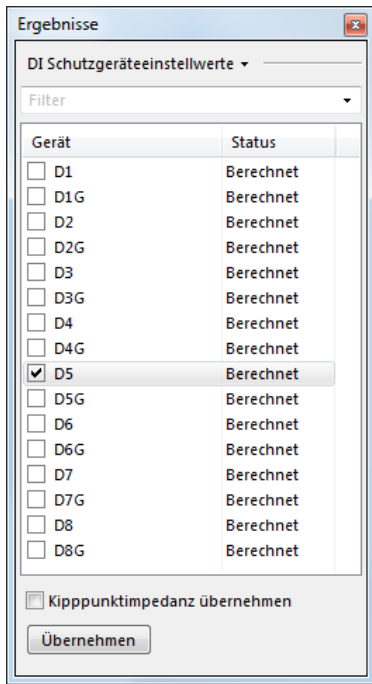 Ergebnisse
DI Schutzgeräteeinstellwerte
Filter
Gerät Status
D1 Berechnet
D1G Berechnet
D2 Berechnet
D2G Berechnet
D3 Berechnet
D3G Berechnet
D4 Berechnet
D4G Berechnet
D5 Berechnet
D5G Berechnet
D6 Berechnet
D6G Berechnet
D7 Berechnet
D7G Berechnet
D8 Berechnet
D8G Berechnet
Kipppunktimpedanz übernehmen
Übernehmen